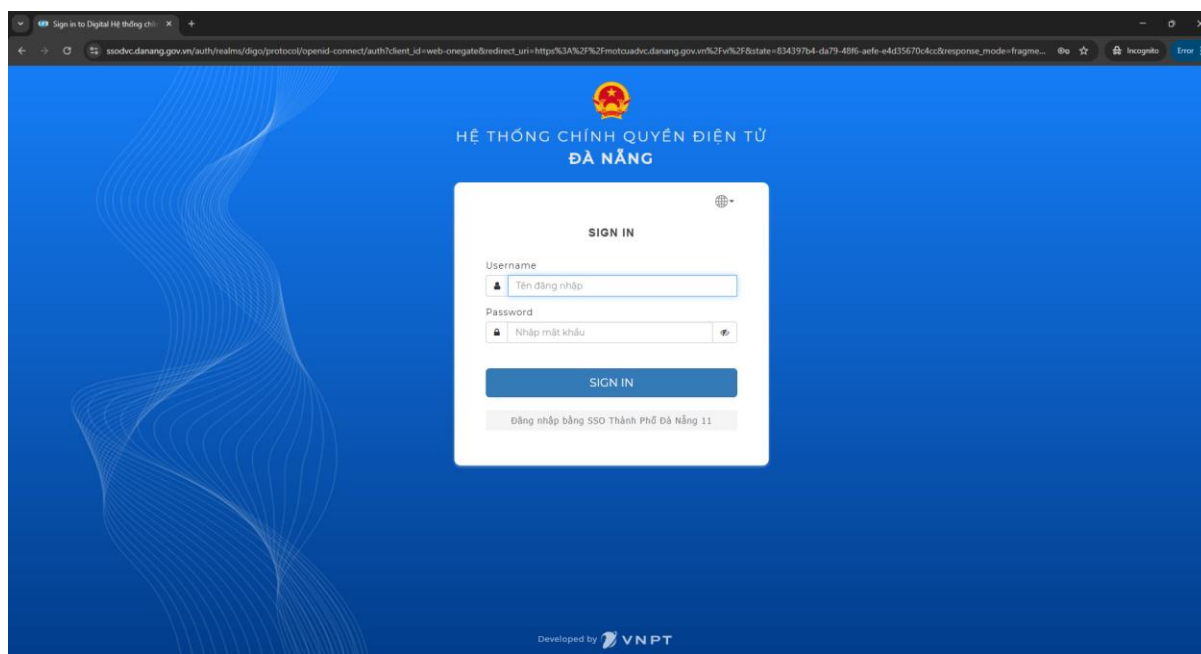 Sign in to Digital Hệ thống chín
ssodvc.danang.gov.vn/auth/realms/digo/protocol/openid-connect/auth?client_id=web-onegate&redirect_uri=https%3A%2F%2Fmotcuadvc.danang.gov.vn%2Fvi%2F&state=834397b4-da79-48f6-aefe-e4d35670c4cc&response_mode=fragme...
Incognito
Error
HỆ THỐNG CHÍNH QUYỀN ĐIỆN TỬ
ĐÀ NẴNG
SIGN IN
Username
Tên đăng nhập
Password
Nhập mật khẩu
SIGN IN
Đăng nhập bằng SSO Thành Phố Đà Nẵng 11
Developed by VNPT